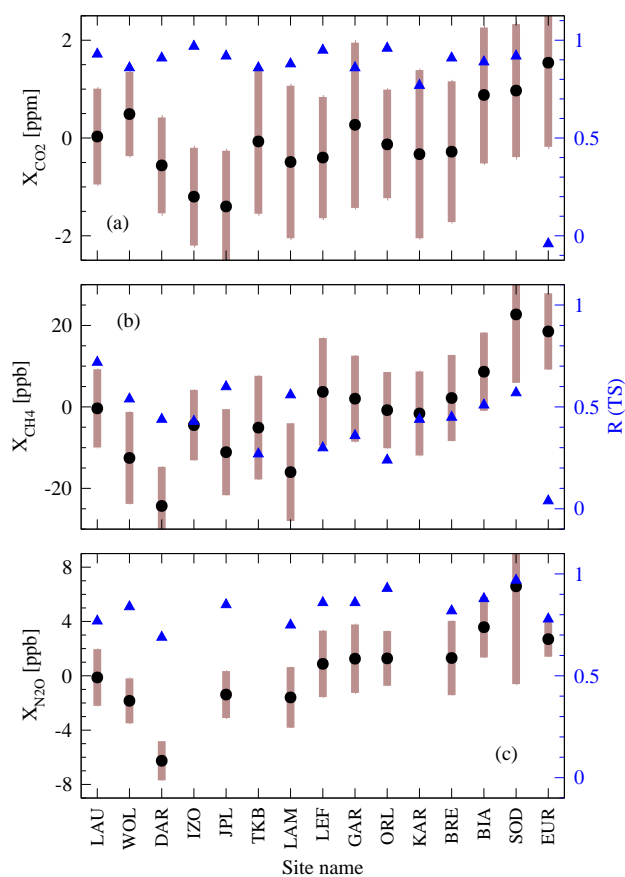 2
0
-2
X_CO2 [ppm]
(a)
1
0.5
0
20
0
-20
X_CH4 [ppb]
(b)
1
0.5
0
R (TS)
8
4
0
-4
-8
X_N2O [ppb]
(c)
1
0.5
0
LAU WOL DAR IZO JPL TKB LAM LEF GAR ORL KAR BRE BIA SOD EUR
Site name